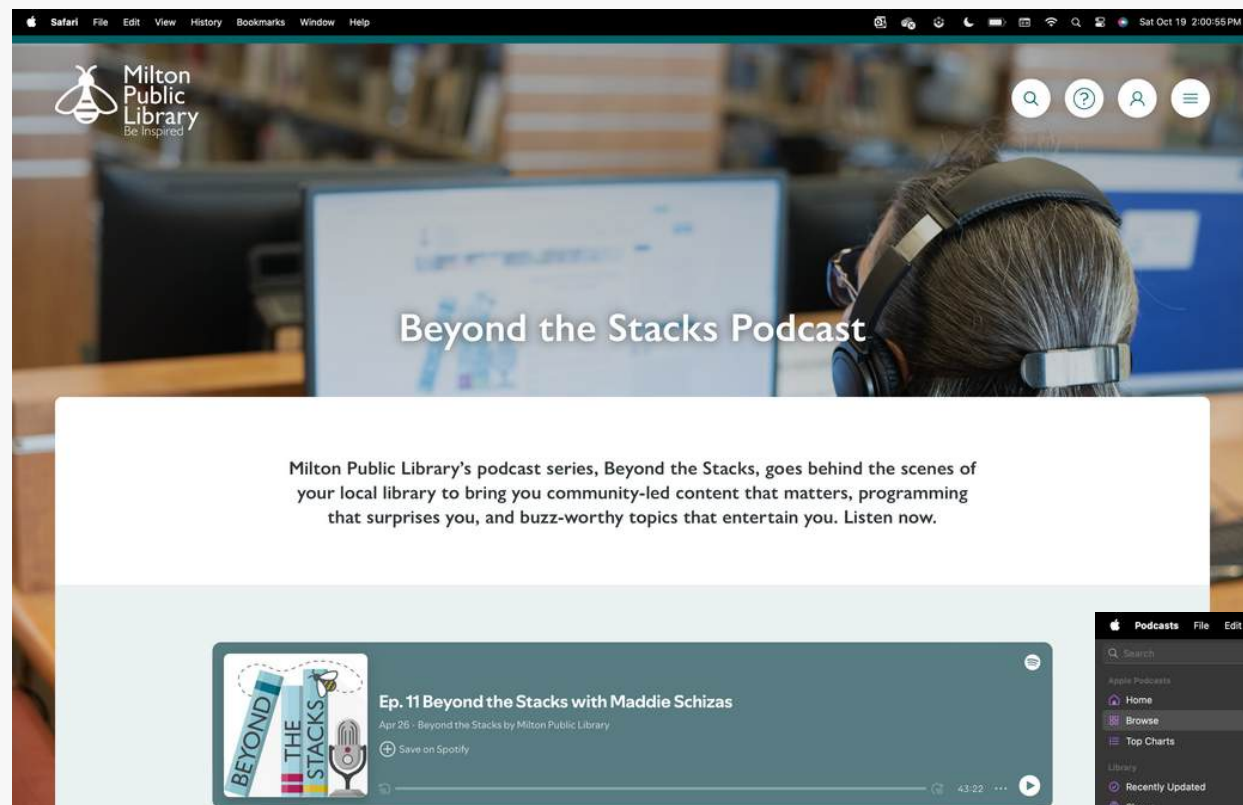 Safari File Edit View History Bookmarks Window Help
Sat Oct 19 2:00:55 PM
Milton
Public
Library
Be Inspired
Beyond the Stacks Podcast
Milton Public Library’s podcast series, Beyond the Stacks, goes behind the scenes of
your local library to bring you community-led content that matters, programming
that surprises you, and buzz-worthy topics that entertain you. Listen now.
BEYOND
THE
STACKS
Ep. 11 Beyond the Stacks with Maddie Schizas
Apr 26 · Beyond the Stacks by Milton Public Library
Save on Spotify
43:22
Podcasts File Edit
Search
Apple Podcasts
Home
Browse
Top Charts
Library
Recently Updated